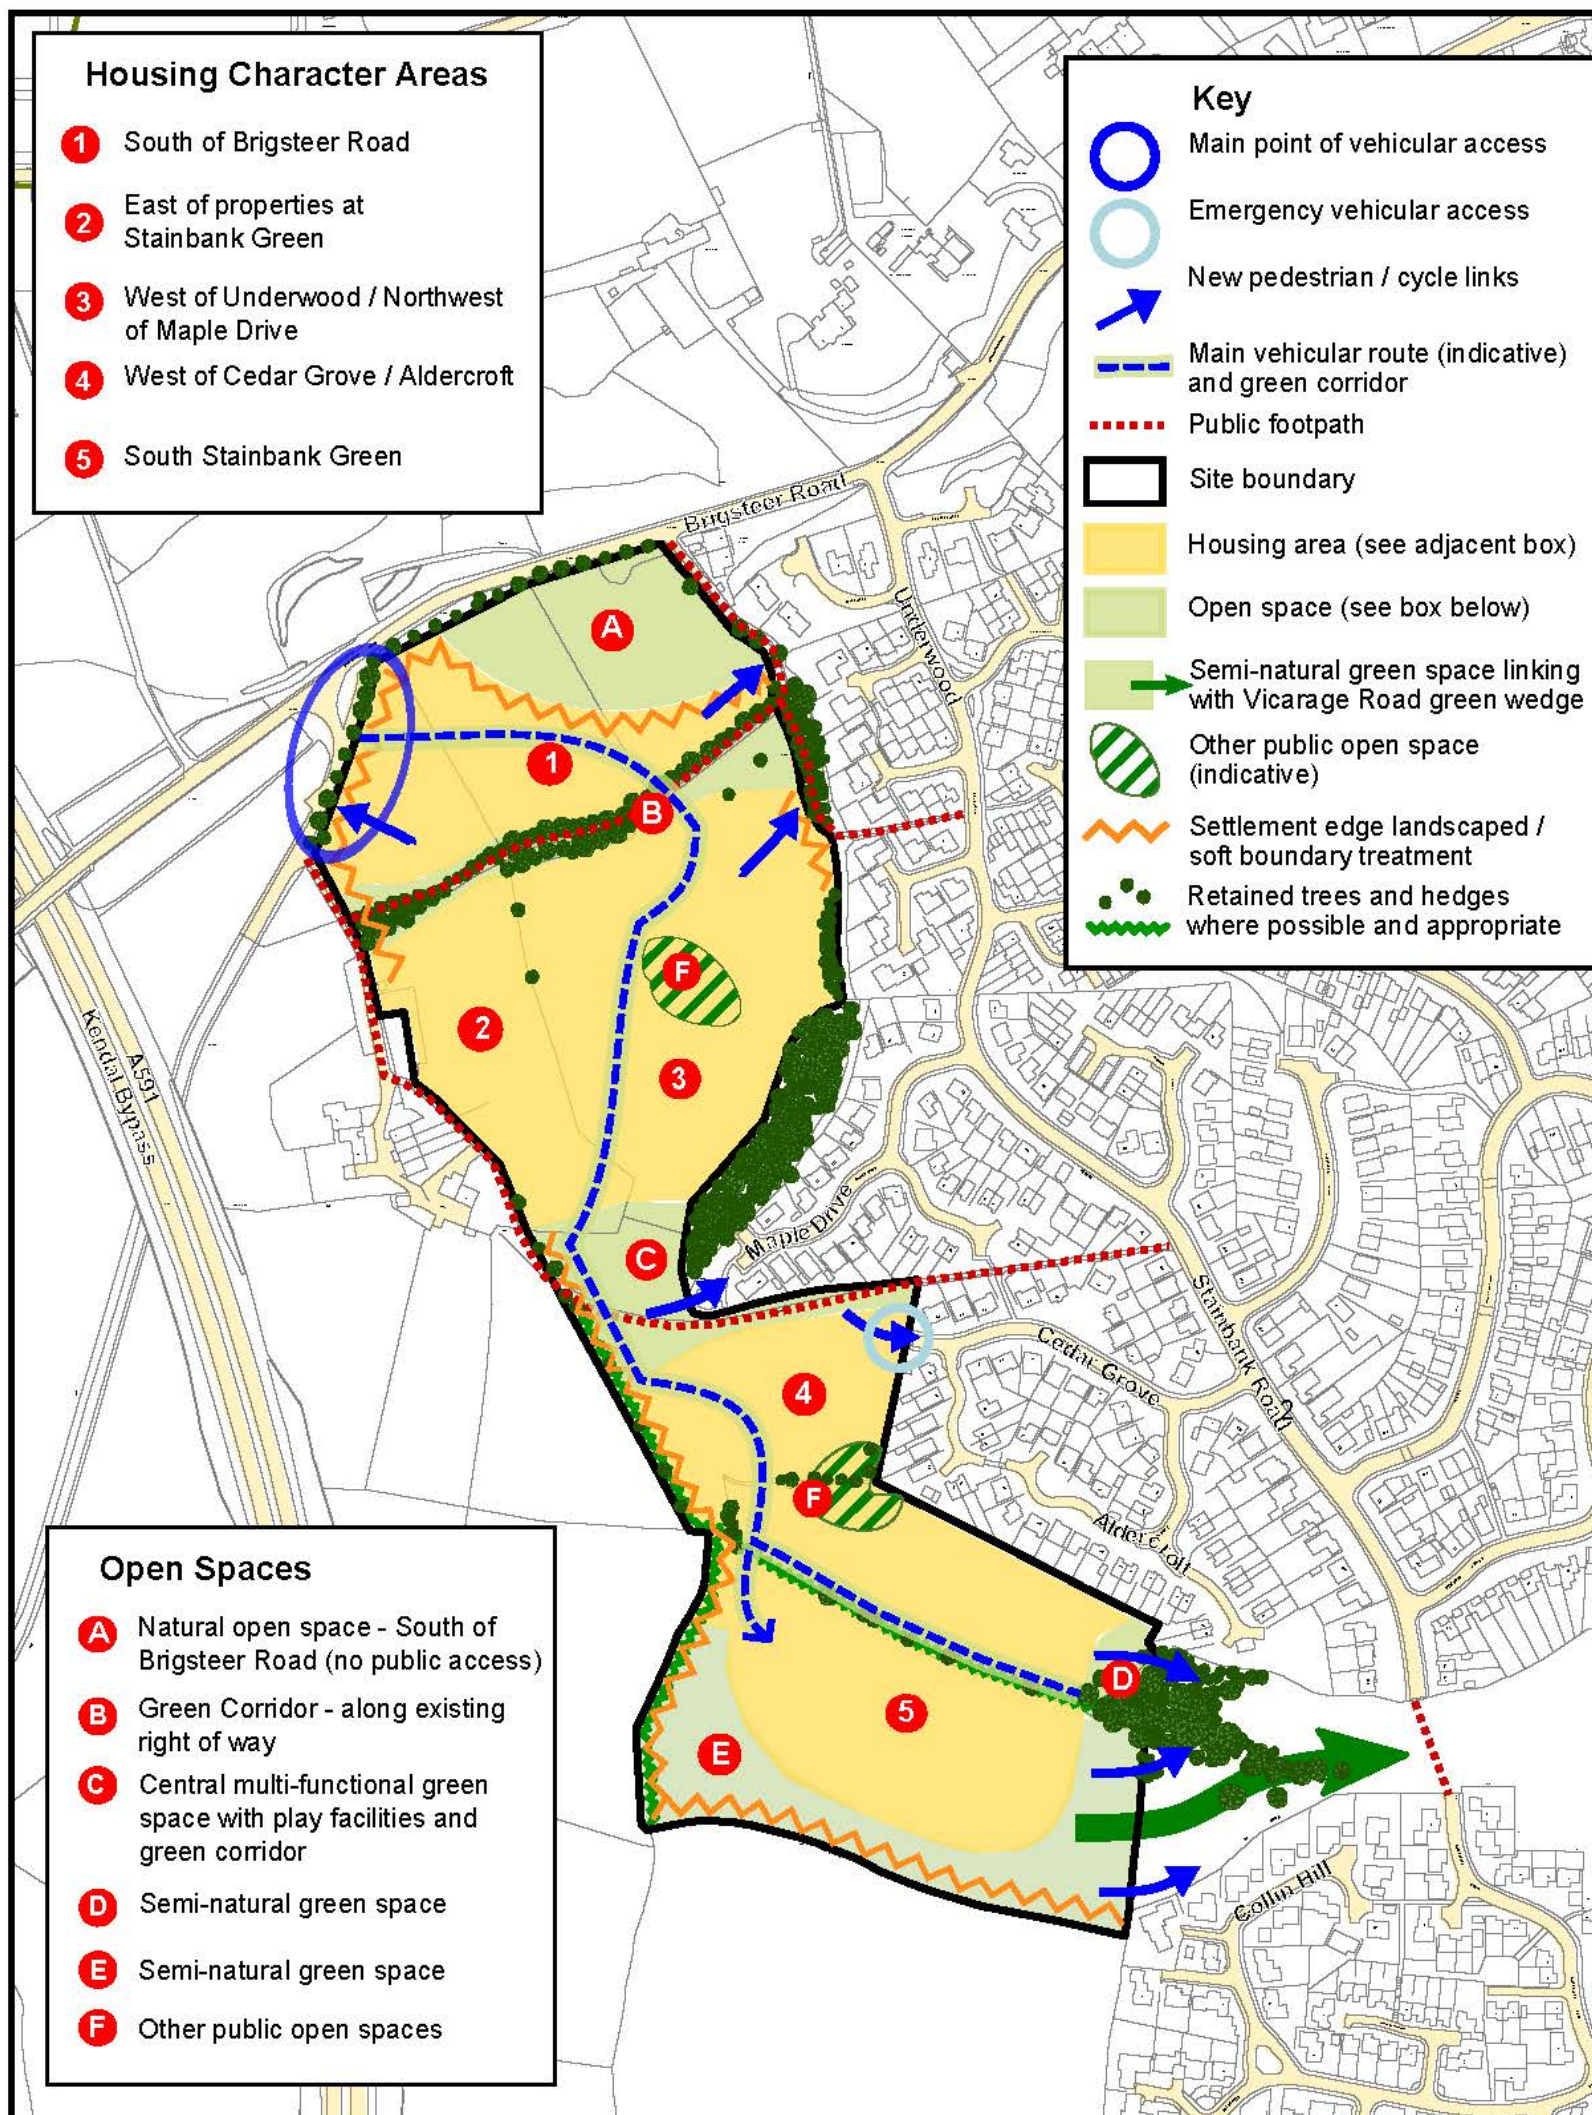 Housing Character Areas
1 South of Brigsteer Road
2 East of properties at
Stainbank Green
3 West of Underwood / Northwest
of Maple Drive
4 West of Cedar Grove / Aldercroft
5 South Stainbank Green
Key
Main point of vehicular access
Emergency vehicular access
New pedestrian / cycle links
Main vehicular route (indicative)
and green corridor
Public footpath
Site boundary
Housing area (see adjacent box)
Open space (see box below)
Semi-natural green space linking
with Vicarage Road green wedge
Other public open space
(indicative)
Settlement edge landscaped /
soft boundary treatment
Retained trees and hedges
where possible and appropriate
Brigsteer Road
Underwood
A
1
B
F
2
3
A591
Kendal Bypass
C
Maple Drive
Stainbank Road
Cedar Grove
4
F
Aldercroft
D
5
E
Collin Hill
Open Spaces
A Natural open space - South of
Brigsteer Road (no public access)
B Green Corridor - along existing
right of way
C Central multi-functional green
space with play facilities and
green corridor
D Semi-natural green space
E Semi-natural green space
F Other public open spaces